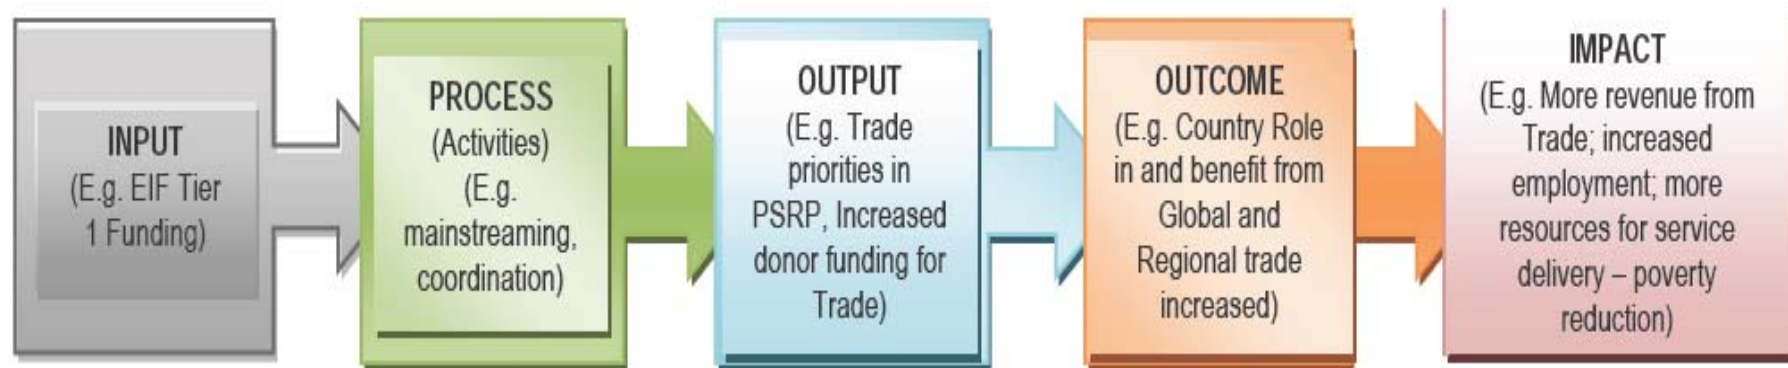 INPUT
(E.g. EIF Tier
1 Funding)
PROCESS
(Activities)
(E.g.
mainstreaming,
coordination)
OUTPUT
(E.g. Trade
priorities in
PSRP, Increased
donor funding for
Trade)
OUTCOME
(E.g. Country Role
in and benefit from
Global and
Regional trade
increased)
IMPACT
(E.g. More revenue from
Trade; increased
employment; more
resources for service
delivery – poverty
reduction)